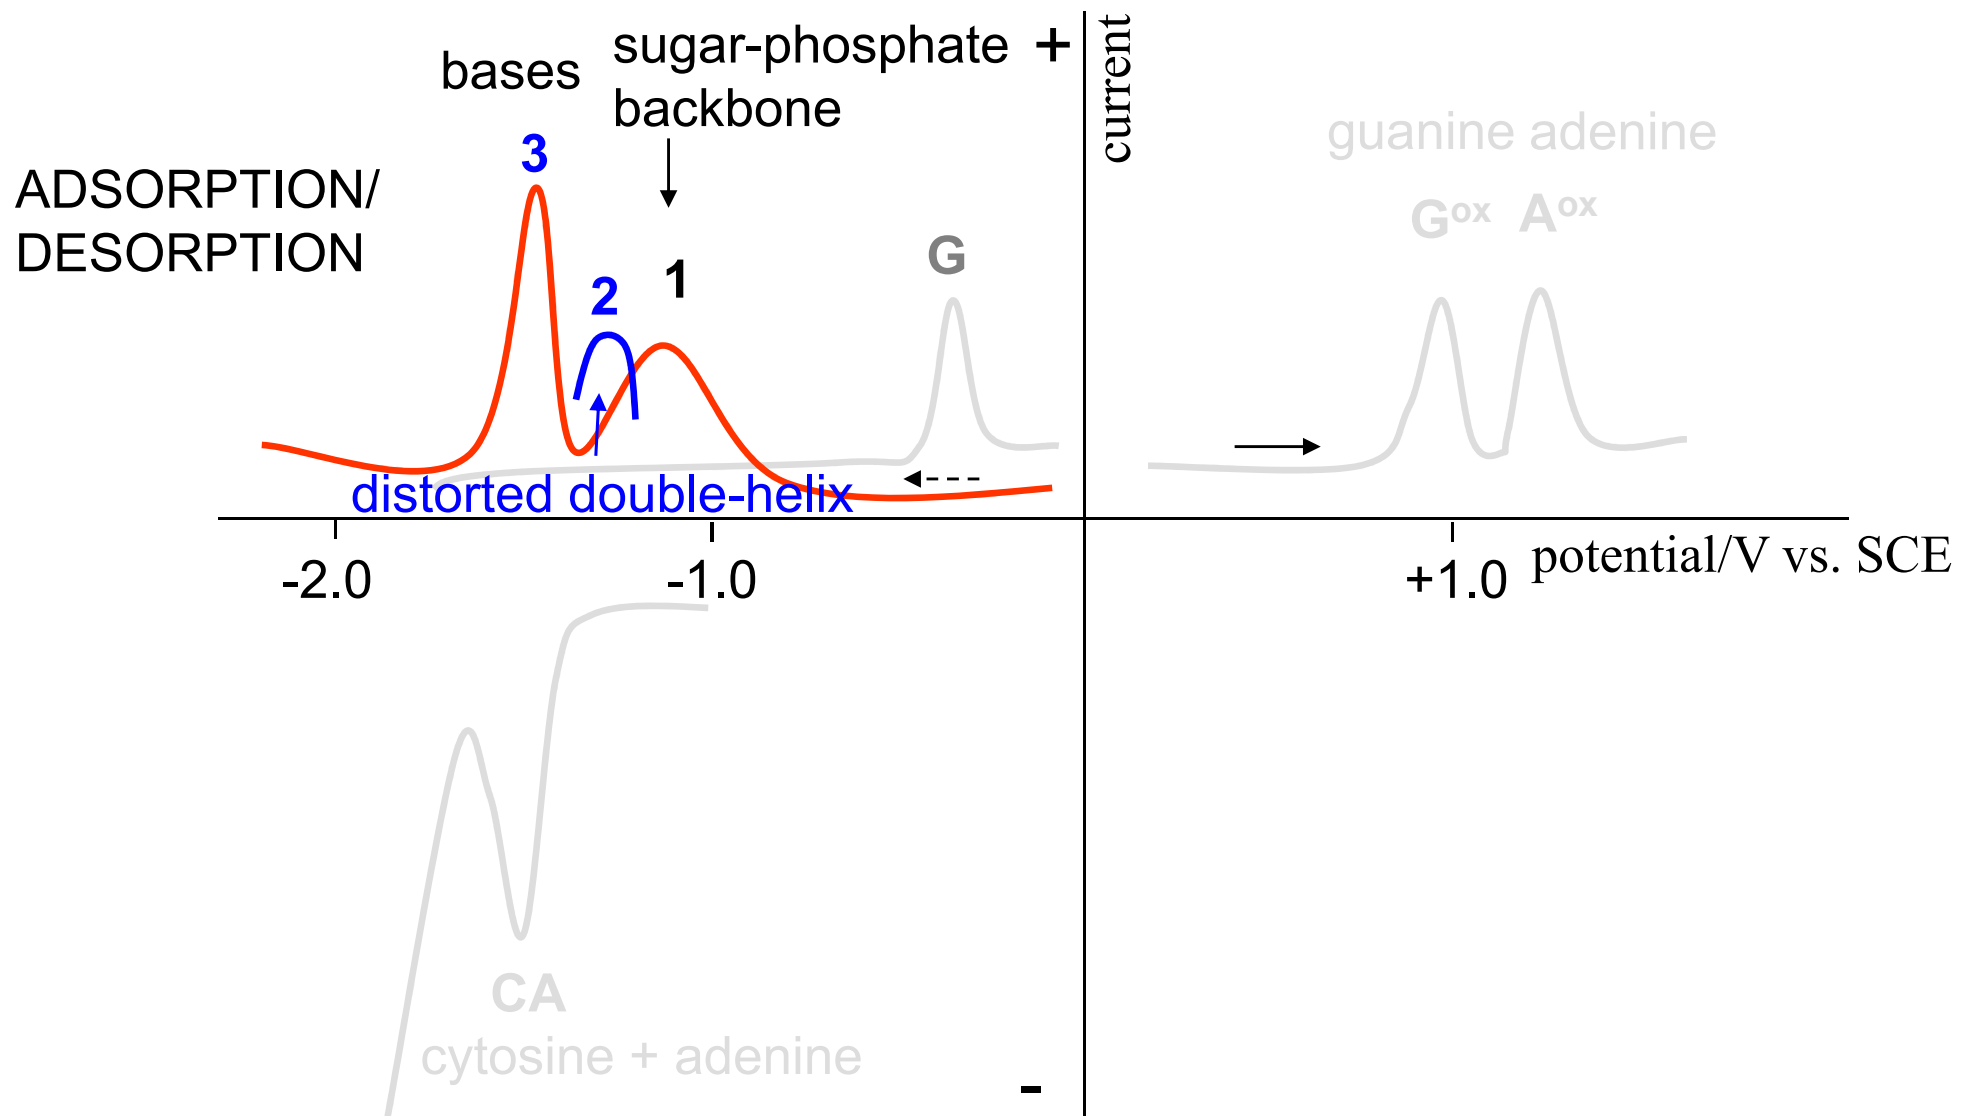 bases
sugar-phosphate
backbone
+
current
ADSORPTION/
DESORPTION
3
2
1
G
guanine adenine
Gox Aox
distorted double-helix
-2.0
-1.0
+1.0
potential/V vs. SCE
CA
cytosine + adenine
-